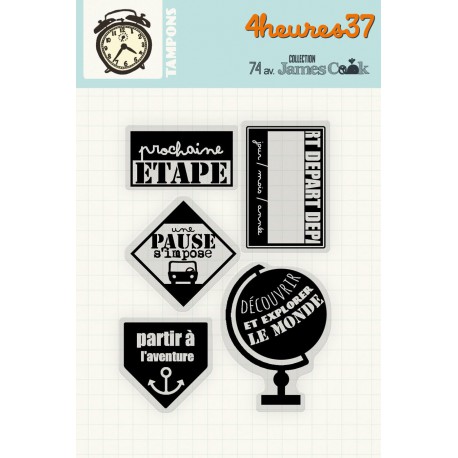 TAMPONS
4heures37
COLLECTION
74 av. James Cook
prochaine
ETAPE
RT DEPART DEP
jour / mois / année
une
PAUSE
s'impose
DÉCOUVRIR
ET EXPLORER
LE MONDE
partir à
l'aventure